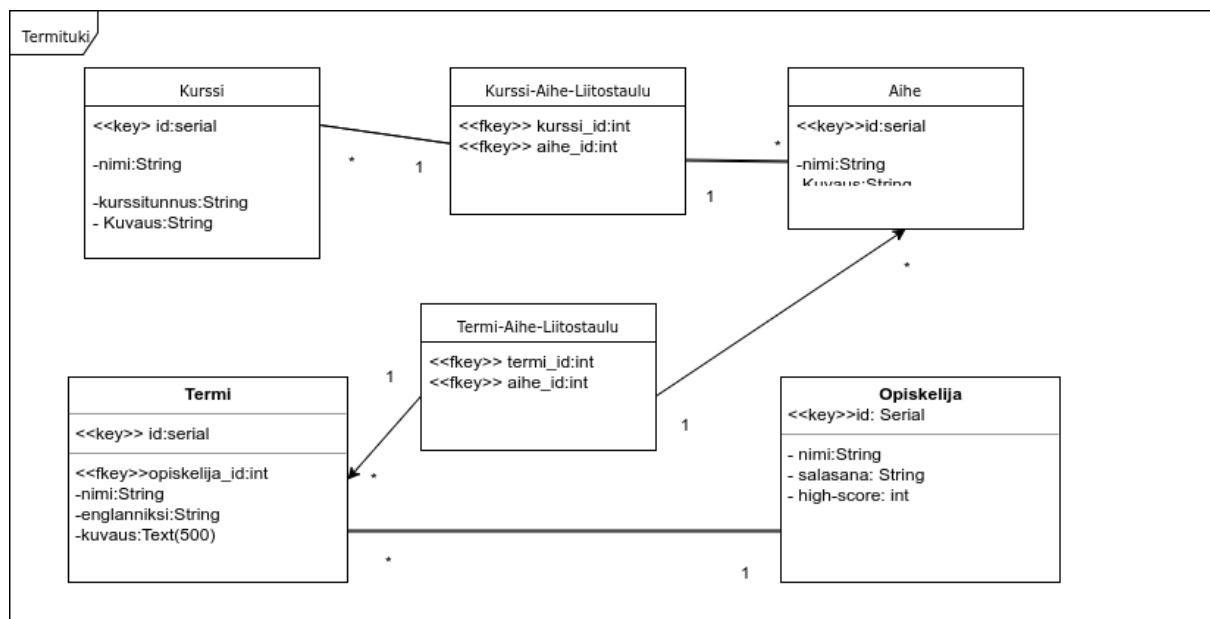 Termituki
Kurssi
<<key> id:serial
-nimi:String
-kurssitunnus:String
- Kuvaus:String
*
1
Kurssi-Aihe-Liitostaulu
<<fkey>> kurssi_id:int
<<fkey>> aihe_id:int
1
*
Aihe
<<key>>id:serial
-nimi:String
Kuvaus:String
*
Termi-Aihe-Liitostaulu
<<fkey>> termi_id:int
<<fkey>> aihe_id:int
1
1
*
Termi
<<key>> id:serial
<<fkey>>opiskelija_id:int
-nimi:String
-englanniksi:String
-kuvaus:Text(500)
*
1
Opiskelija
<<key>>id: Serial
- nimi:String
- salasana: String
- high-score: int